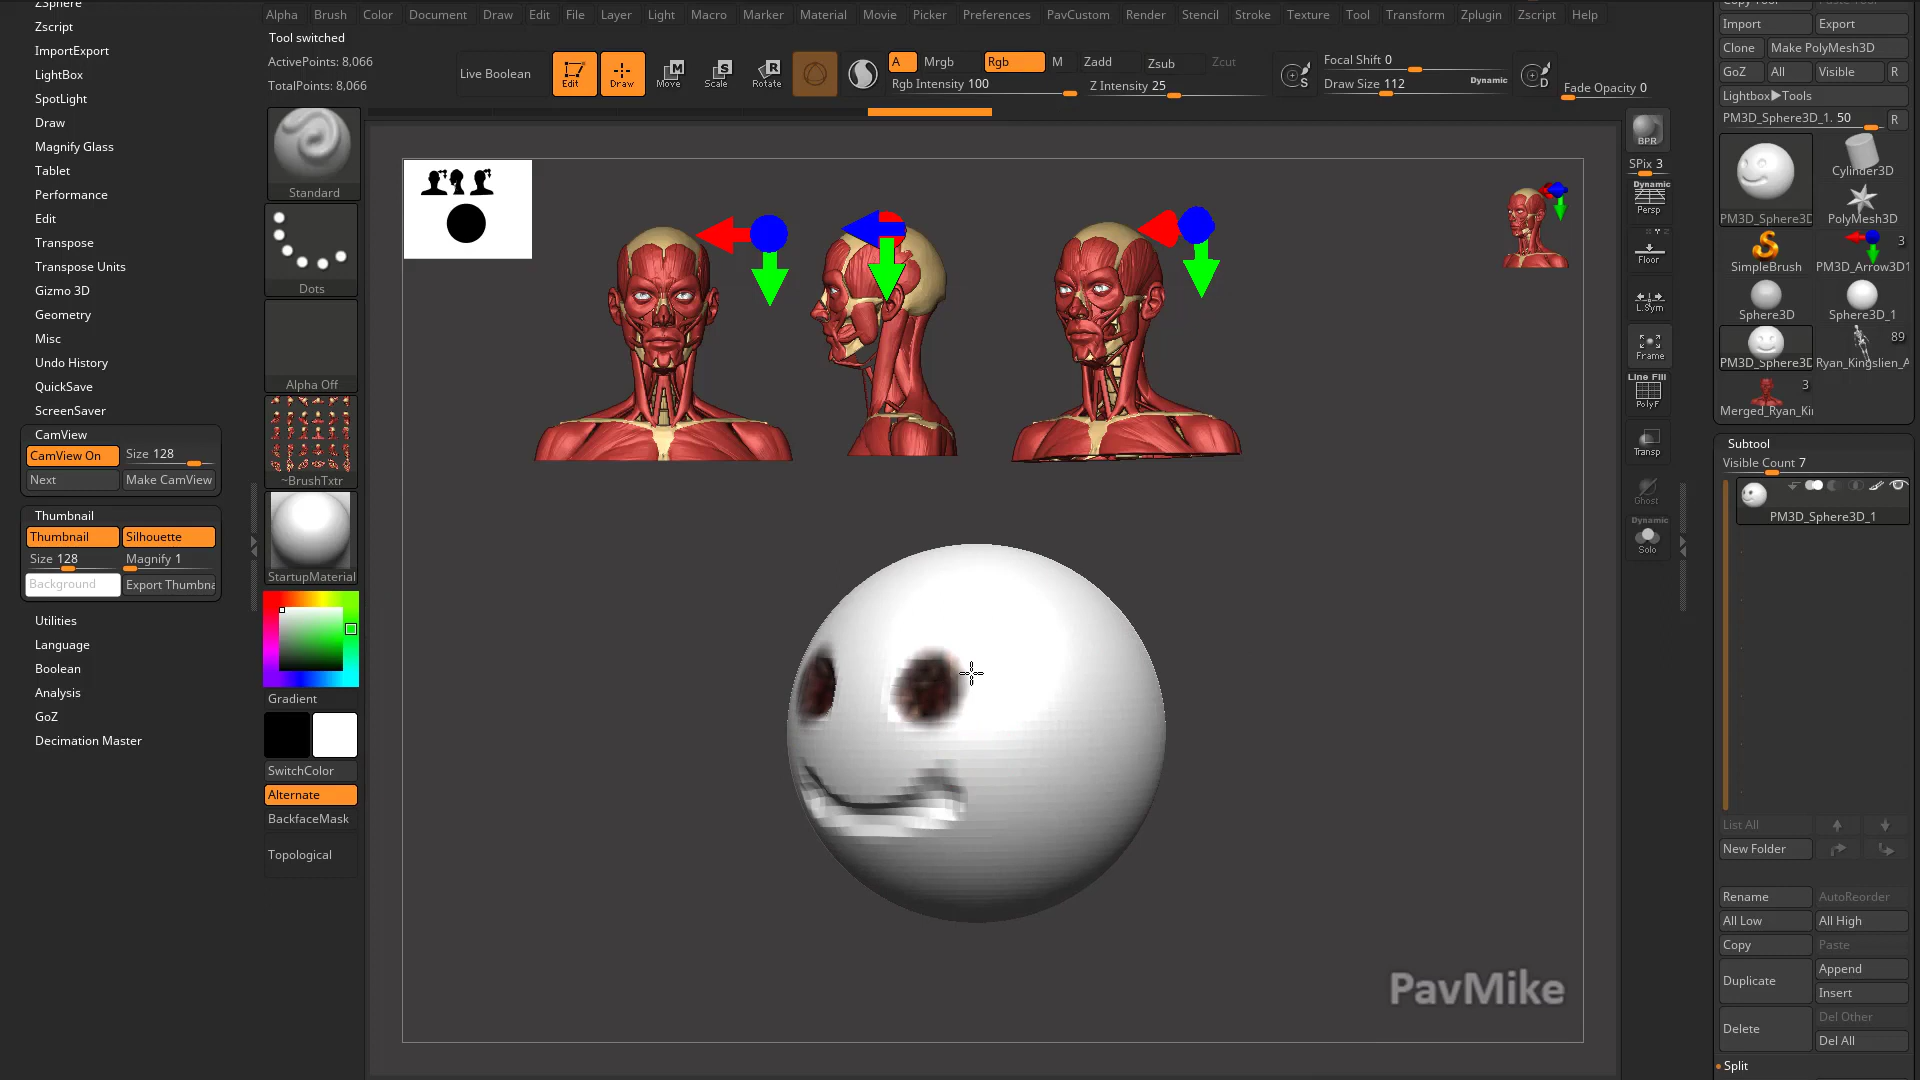 Alpha Brush Color Document Draw Edit File Layer Light Macro Marker Material Movie Picker Preferences PavCustom Render Stencil Stroke Texture Tool Transform Zplugin Zscript Help
ZSphere
Zscript
ImportExport
LightBox
SpotLight
Draw
Magnify Glass
Tablet
Performance
Edit
Transpose
Transpose Units
Gizmo 3D
Geometry
Misc
Undo History
QuickSave
ScreenSaver
CamView
CamView On Size 128
Next Make CamView
Thumbnail
Thumbnail Silhouette
Size 128 Magnify 1
Background Export Thumbna
Utilities
Language
Boolean
Analysis
GoZ
Decimation Master
Tool switched
ActivePoints: 8,066
TotalPoints: 8,066
Live Boolean
Edit
Draw
M
Move
S
Scale
R
Rotate
A Mrgb Rgb M Zadd Zsub Zcut
Rgb Intensity 100 Z Intensity 25
S
Focal Shift 0
Draw Size 112
Dynamic
D
Fade Opacity 0
Standard
Dots
Alpha Off
~BrushTxtr
StartupMaterial
Gradient
SwitchColor
Alternate
BackfaceMask
Topological
PavMike
BPR
SPix 3
Dynamic
Persp
Floor
L.Sym
Frame
Line Fill
PolyF
Transp
Ghost
Dynamic
Solo
Import Export
Clone Make PolyMesh3D
GoZ All Visible R
Lightbox▶Tools
PM3D_Sphere3D_1. 50 R
PM3D_Sphere3D
Cylinder3D
PolyMesh3D
SimpleBrush
3
PM3D_Arrow3D1
Sphere3D
Sphere3D_1
PM3D_Sphere3D
89
Ryan_Kingslien_A
3
Merged_Ryan_Kin
Subtool
Visible Count 7
PM3D_Sphere3D_1
List All
New Folder
Rename AutoReorder
All Low All High
Copy Paste
Duplicate Append
Insert
Delete Del Other
Del All
Split